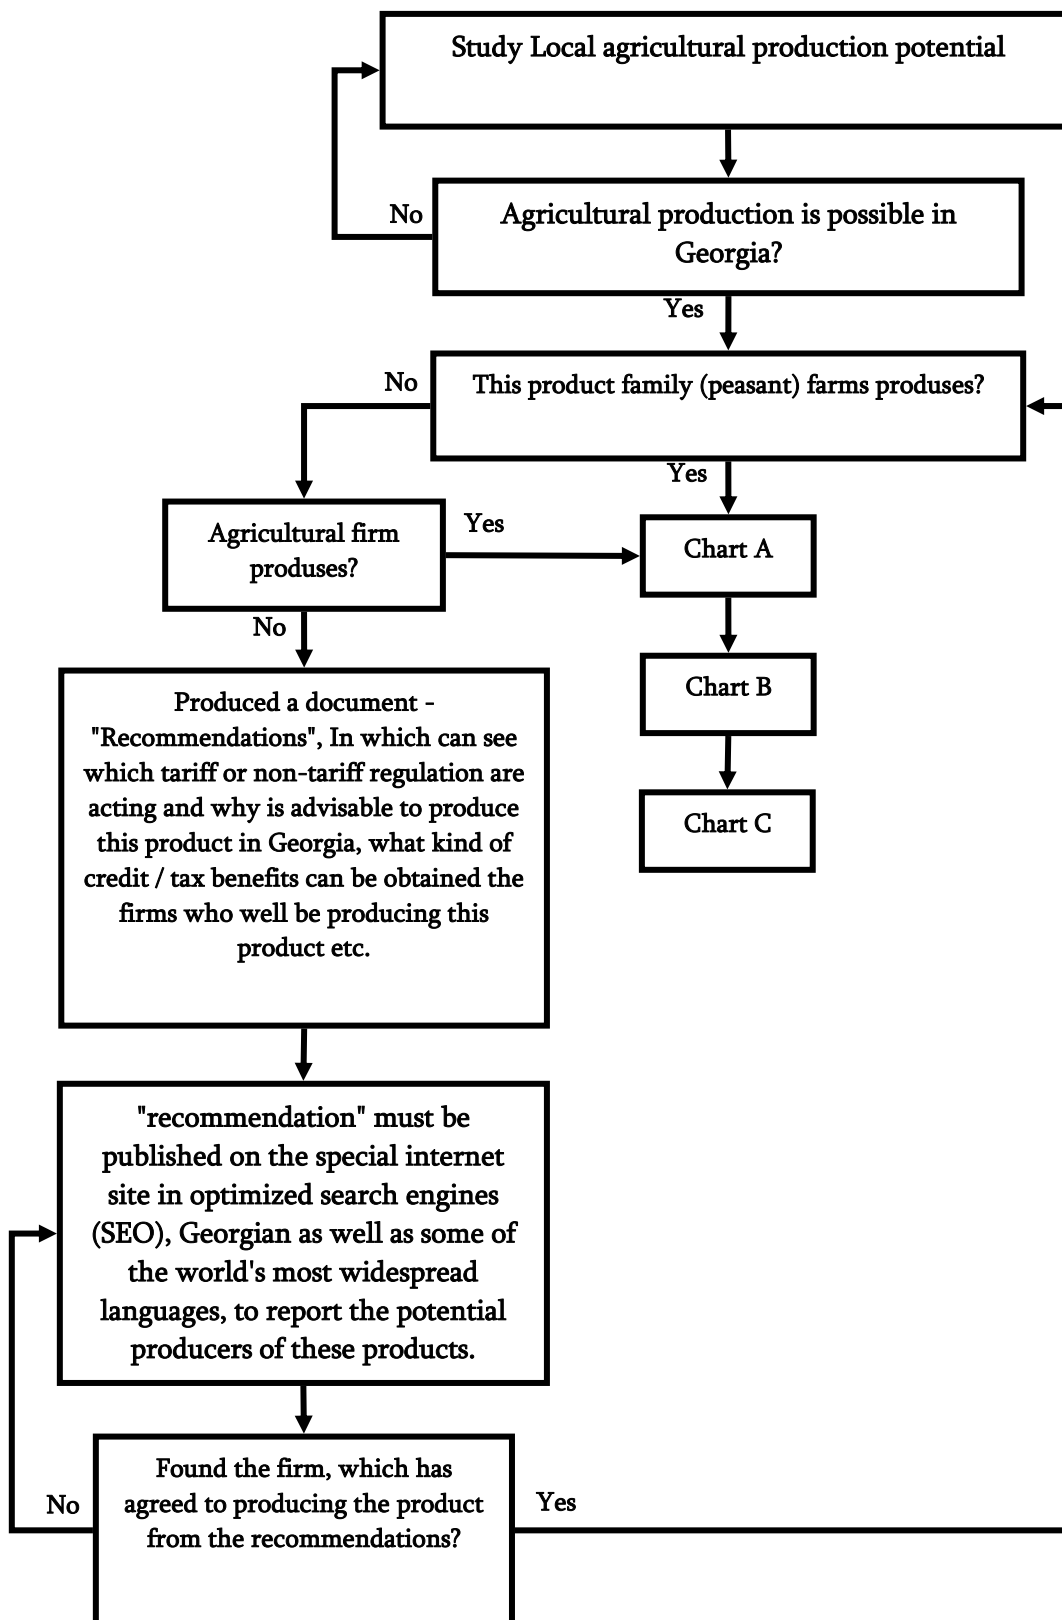 Study Local agricultural production potential
No
Agricultural production is possible in
Georgia?
Yes
No
This product family (peasant) farms produses?
Yes
Agricultural firm
produses?
Yes
Chart A
No
Chart B
Chart C
Produced a document -
"Recommendations", In which can see
which tariff or non-tariff regulation are
acting and why is advisable to produce
this product in Georgia, what kind of
credit / tax benefits can be obtained the
firms who well be producing this
product etc.
"recommendation" must be
published on the special internet
site in optimized search engines
(SEO), Georgian as well as some of
the world's most widespread
languages, to report the potential
producers of these products.
No
Found the firm, which has
agreed to producing the product
from the recommendations?
Yes